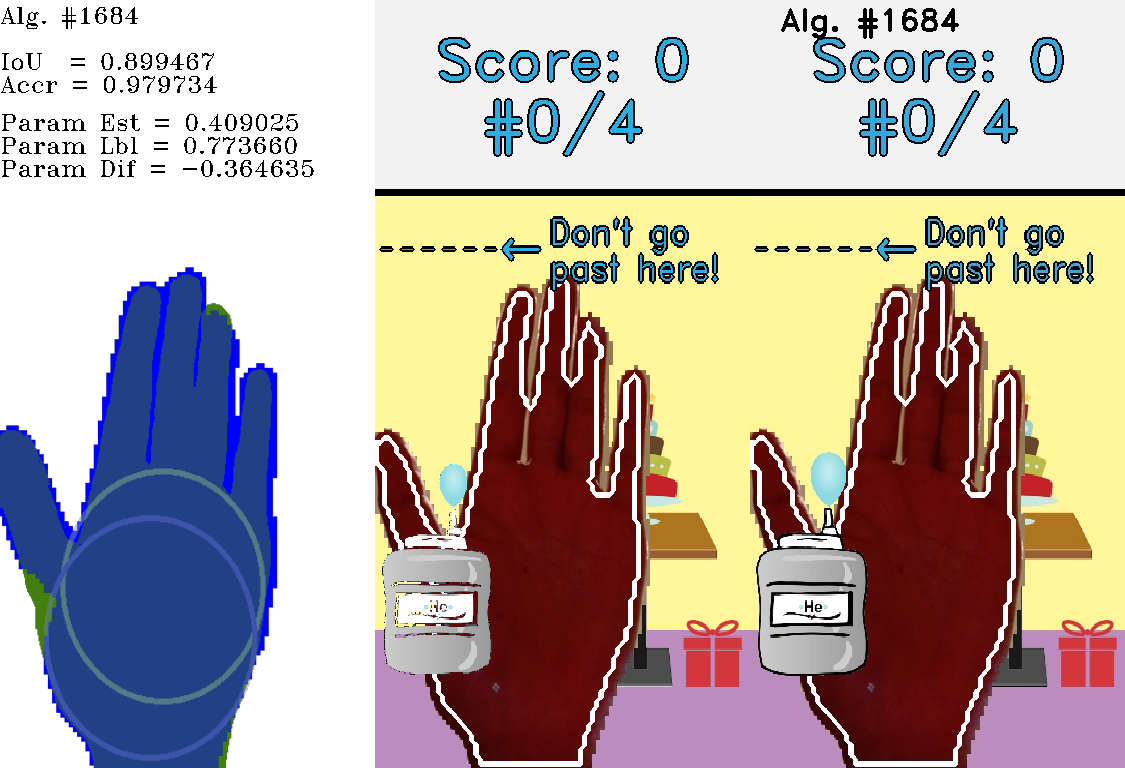 Alg. #1684
IoU = 0.899467
Accr = 0.979734
Param Est = 0.409025
Param Lbl = 0.773660
Param Dif = -0.364635
Score: 0
#0/4
------← Don't go
past here!
He
Alg. #1684
Score: 0
#0/4
------← Don't go
past here!
He